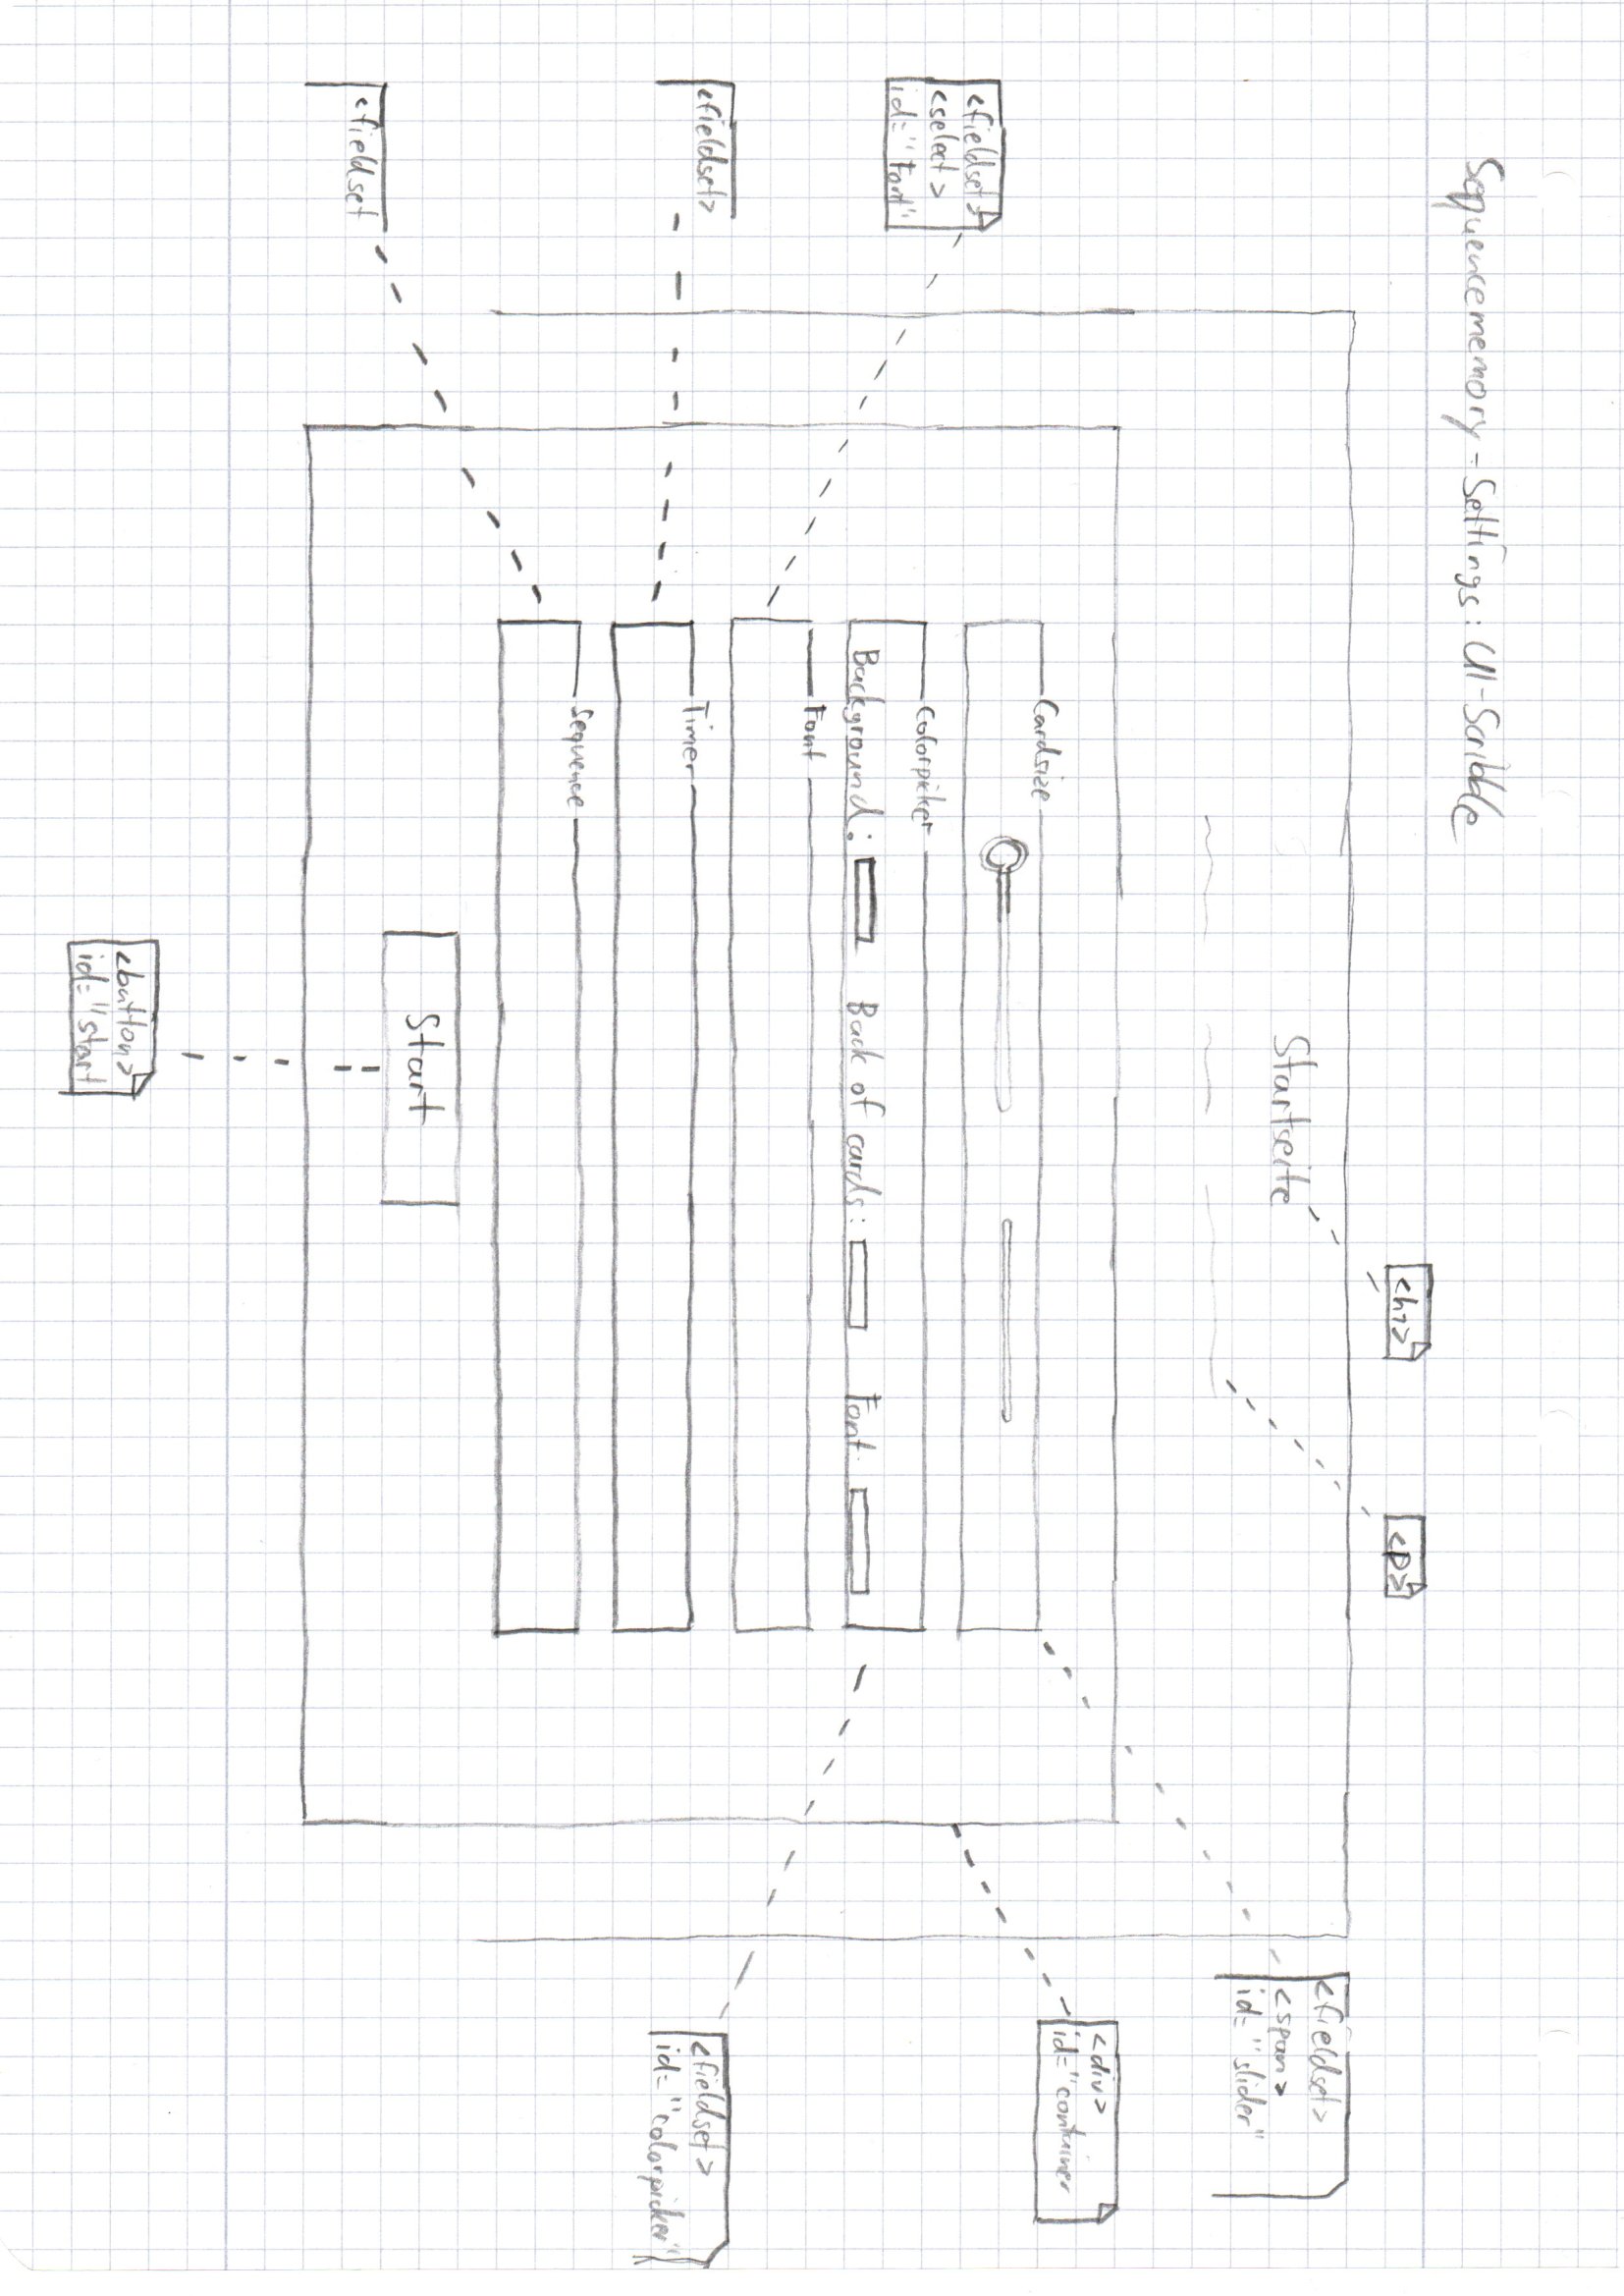 Sequencememory-Settings: UI-Scribble
<h1>
<p>
<fieldset>
<span>
id="slider"
Startseite
<div>
id="container
Cardsize
<fieldset>
<select>
id="Font"
Colorpicker
Background:
Back of cards:
Font:
Font
<fieldset>
Timer
<fieldset>
id="colorpicker"
Sequence
Start
<fieldset
<button>
id="start